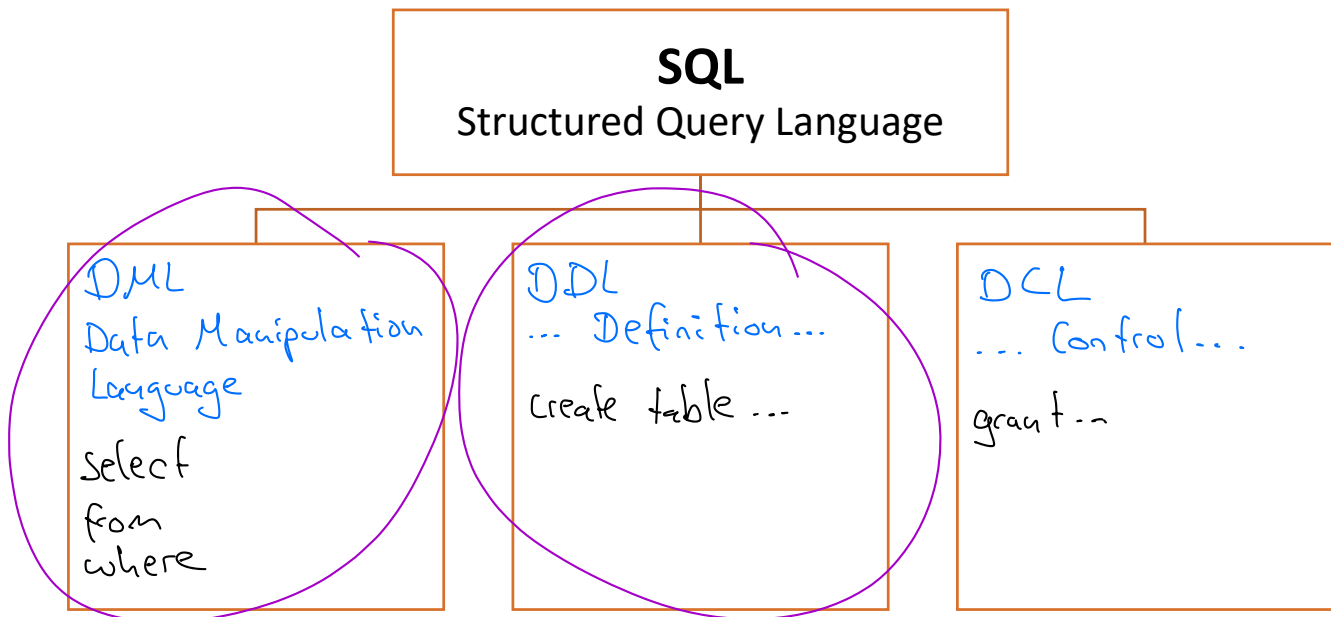 SQL
Structured Query Language
DML
Data Manipulation
Language
select
from
where
DDL
... Definition...
create table ...
DCL
... Control...
grant...